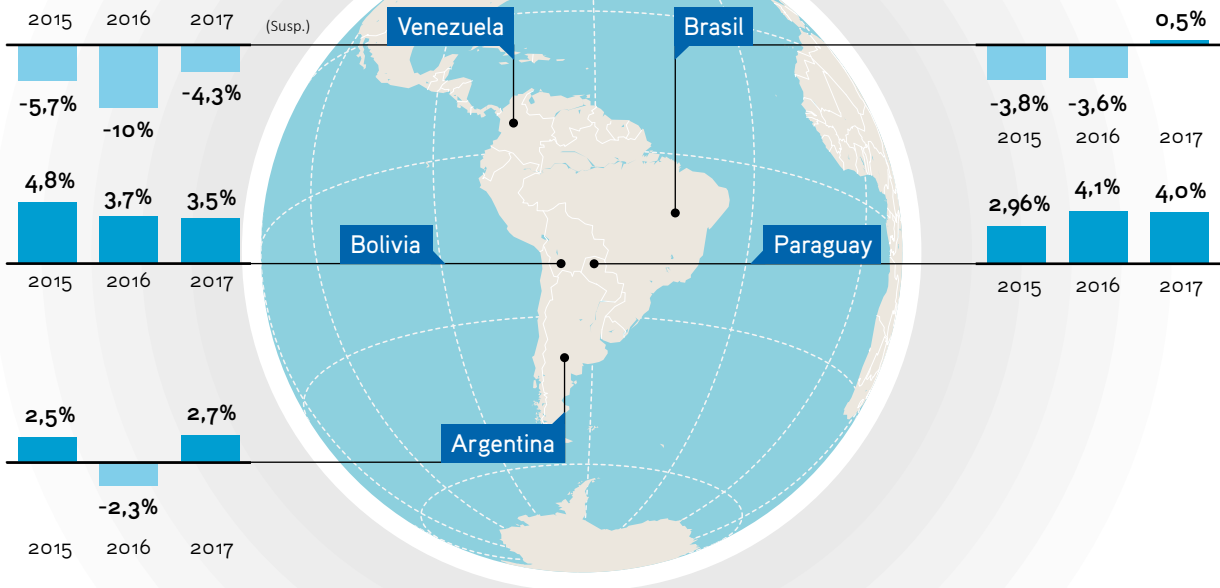 2015 2016 2017 (Susp.)
Venezuela
-5,7% -10% -4,3%
Brasil
0,5%
-3,8% -3,6%
2015 2016 2017
4,8% 3,7% 3,5%
Bolivia
2015 2016 2017
2,96% 4,1% 4,0%
Paraguay
2015 2016 2017
2,5% -2,3% 2,7%
Argentina
2015 2016 2017